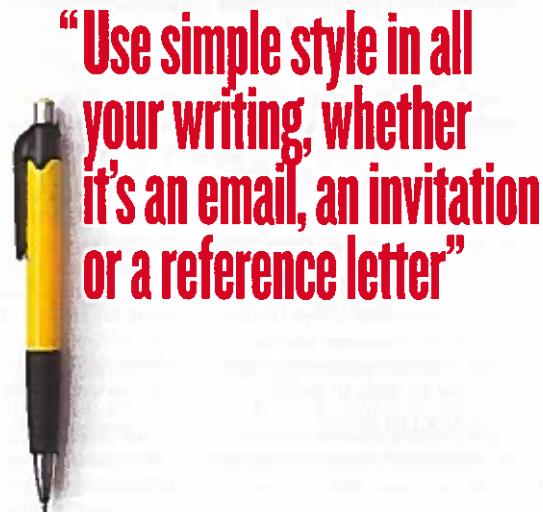 “Use simple style in all
your writing, whether
it's an email, an invitation
or a reference letter”